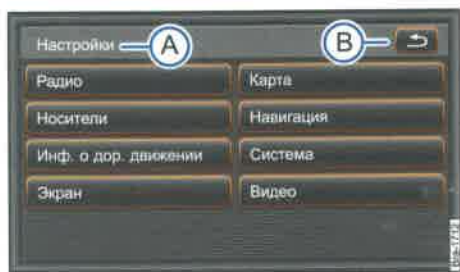 Настройки A B
Радио Карта
Носители Навигация
Инф. о дор. движении Система
Экран Видео